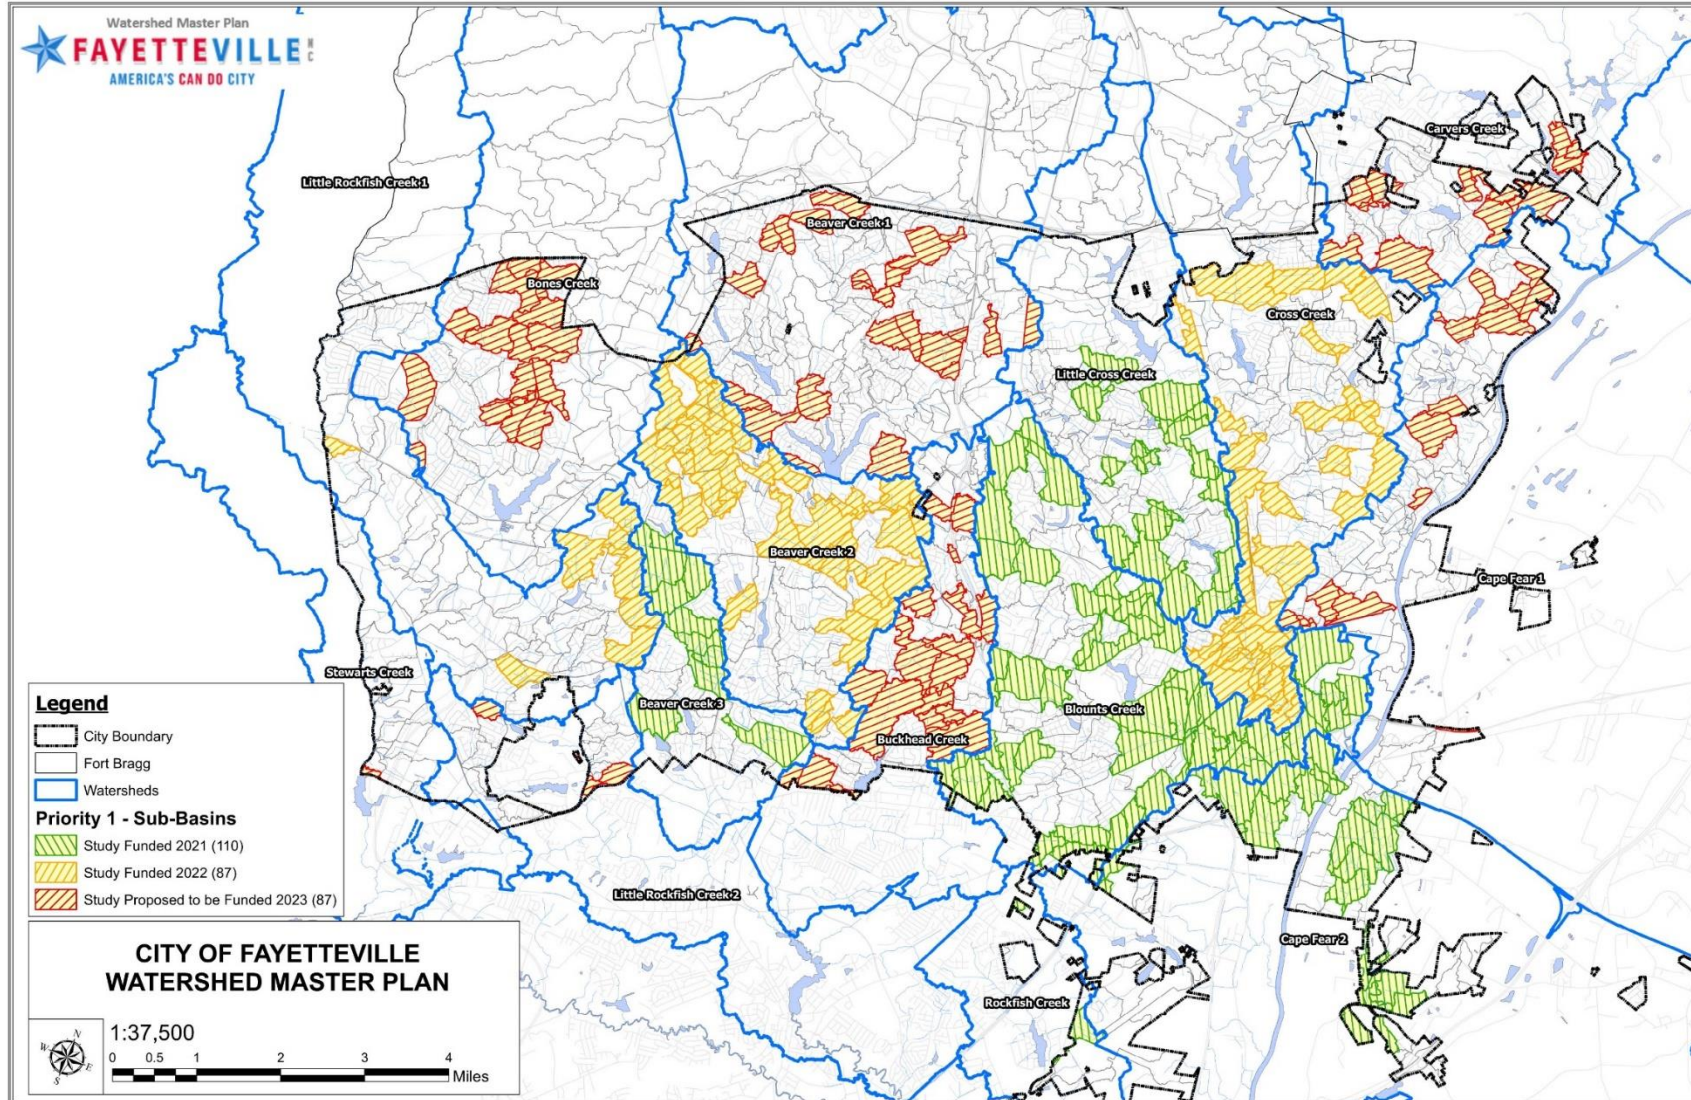 Watershed Master Plan
FAYETTEVILLE NC
AMERICA'S CAN DO CITY
Carvers Creek
Little Rockfish Creek 1
Beaver Creek 1
Bones Creek
Cross Creek
Little Cross Creek
Beaver Creek 2
Cape Fear 1
Stewarts Creek
Beaver Creek 3
Blounts Creek
Buckhead Creek
Little Rockfish Creek 2
Cape Fear 2
Rockfish Creek
Legend
City Boundary
Fort Bragg
Watersheds
Priority 1 - Sub-Basins
Study Funded 2021 (110)
Study Funded 2022 (87)
Study Proposed to be Funded 2023 (87)
CITY OF FAYETTEVILLE
WATERSHED MASTER PLAN
N
W E
S
1:37,500
0 0.5 1 2 3 4
Miles